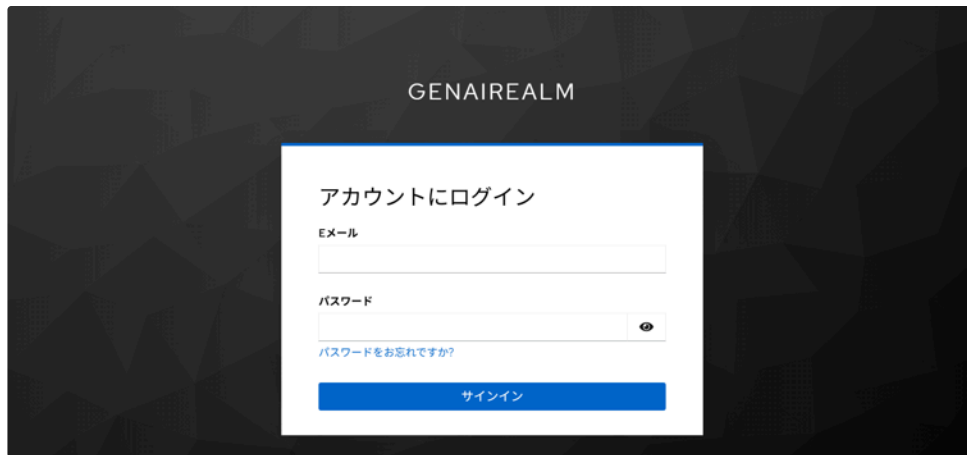 GENAIREALM
アカウントにログイン
Eメール
パスワード
パスワードをお忘れですか?
サインイン